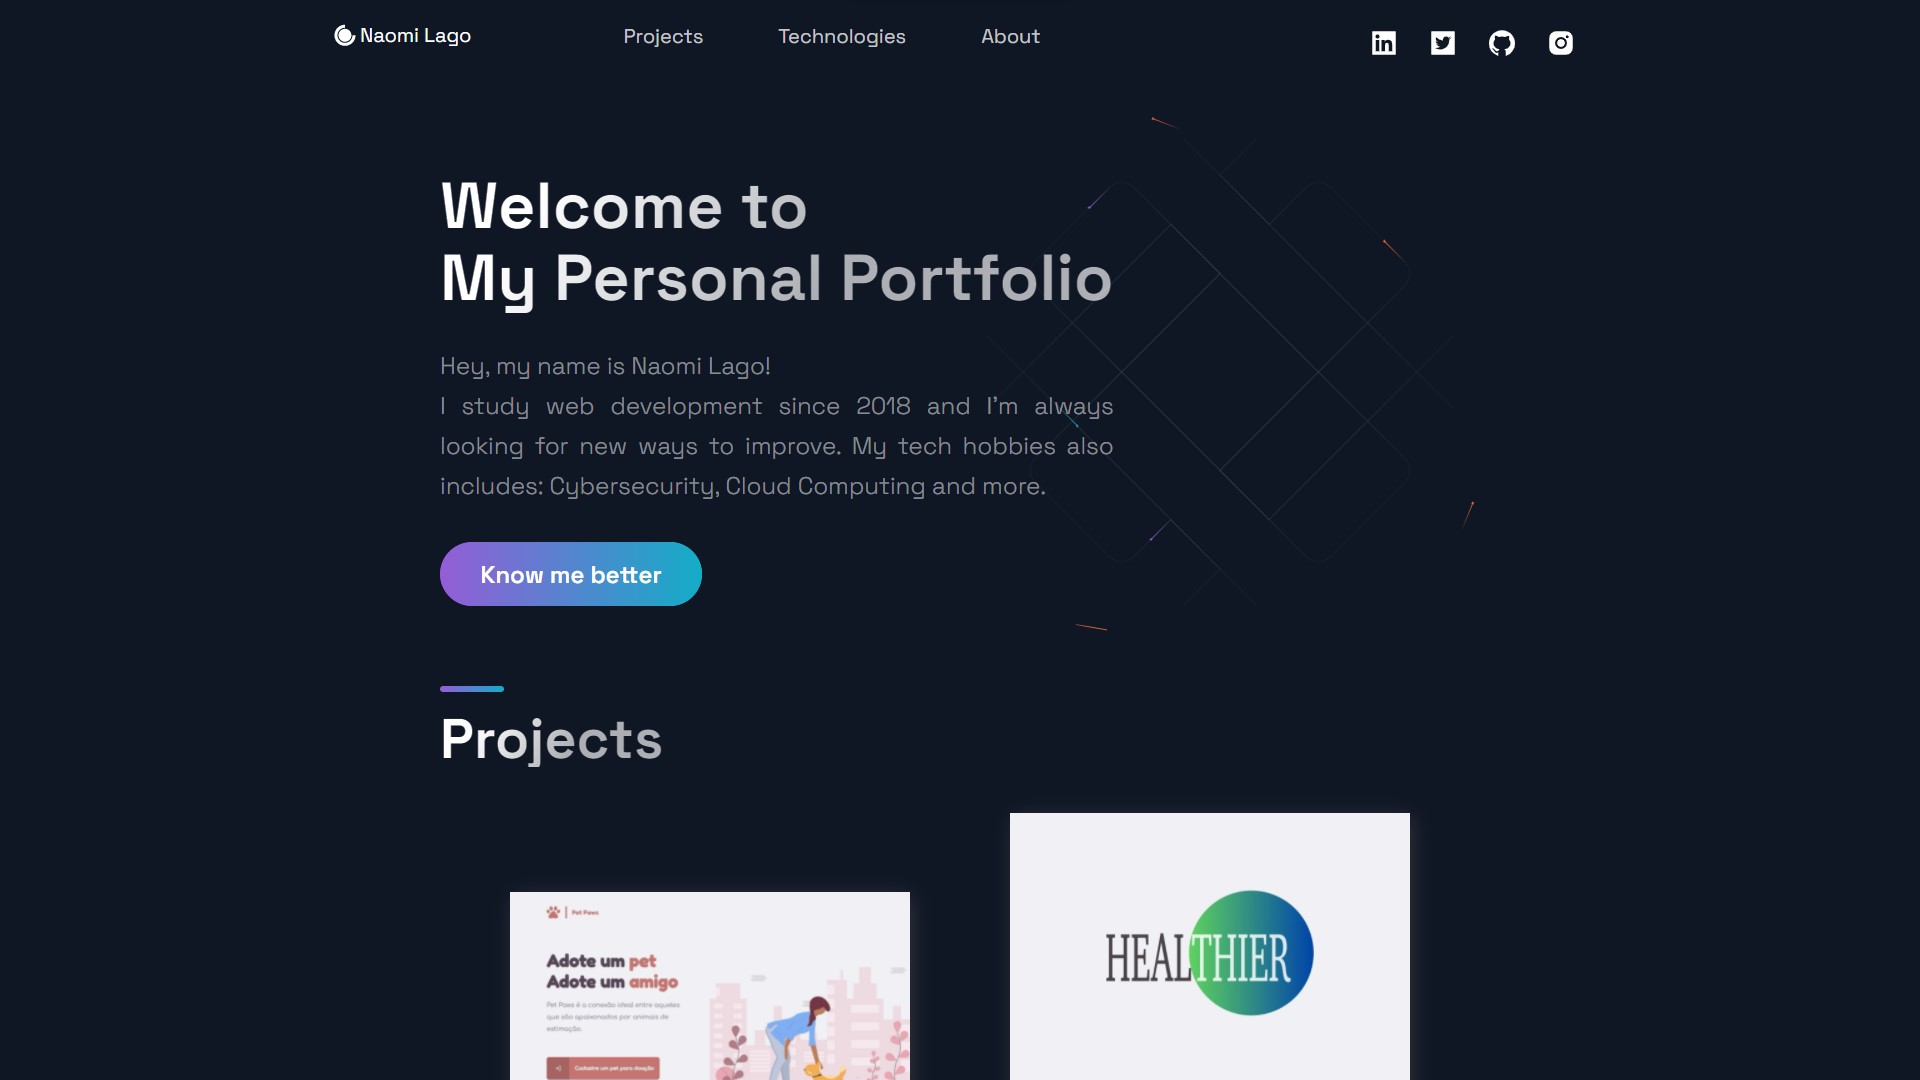 Naomi Lago
Projects
Technologies
About
Welcome to
My Personal Portfolio
Hey, my name is Naomi Lago!
I study web development since 2018 and I'm always
looking for new ways to improve. My tech hobbies also
includes: Cybersecurity, Cloud Computing and more.
Know me better
Projects
Pet Paws
Adote um pet
Adote um amigo
Pet Paws é a conexão ideal entre aqueles
que são apaixonados por animais de
estimação.
Cadastre um pet para doação
HEALTHIER